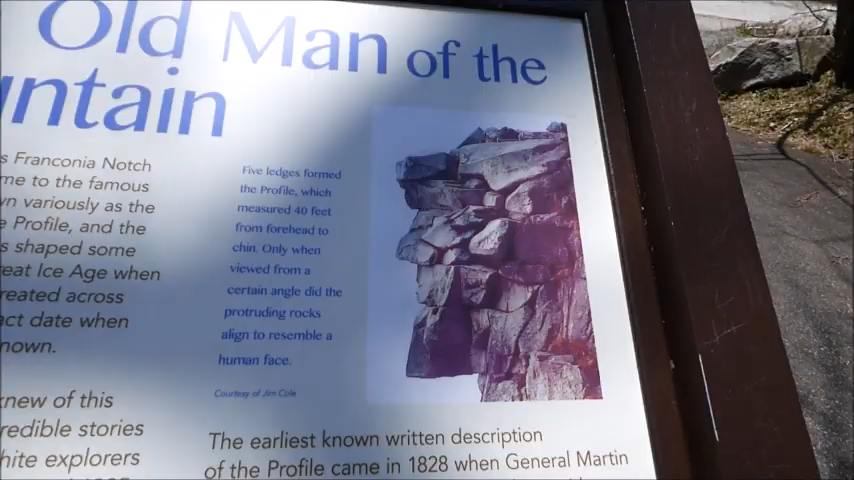 Old Man of the
untain
s Franconia Notch
me to the famous
n variously as the
e Profile, and the
s shaped some
reat Ice Age when
reated across
act date when
nown.
knew of this
redible stories
hite explorers
Five ledges formed
the Profile, which
measured 40 feet
from forehead to
chin. Only when
viewed from a
certain angle did the
protruding rocks
align to resemble a
human face.
Courtesy of Jim Cole
The earliest known written description
of the Profile came in 1828 when General Martin